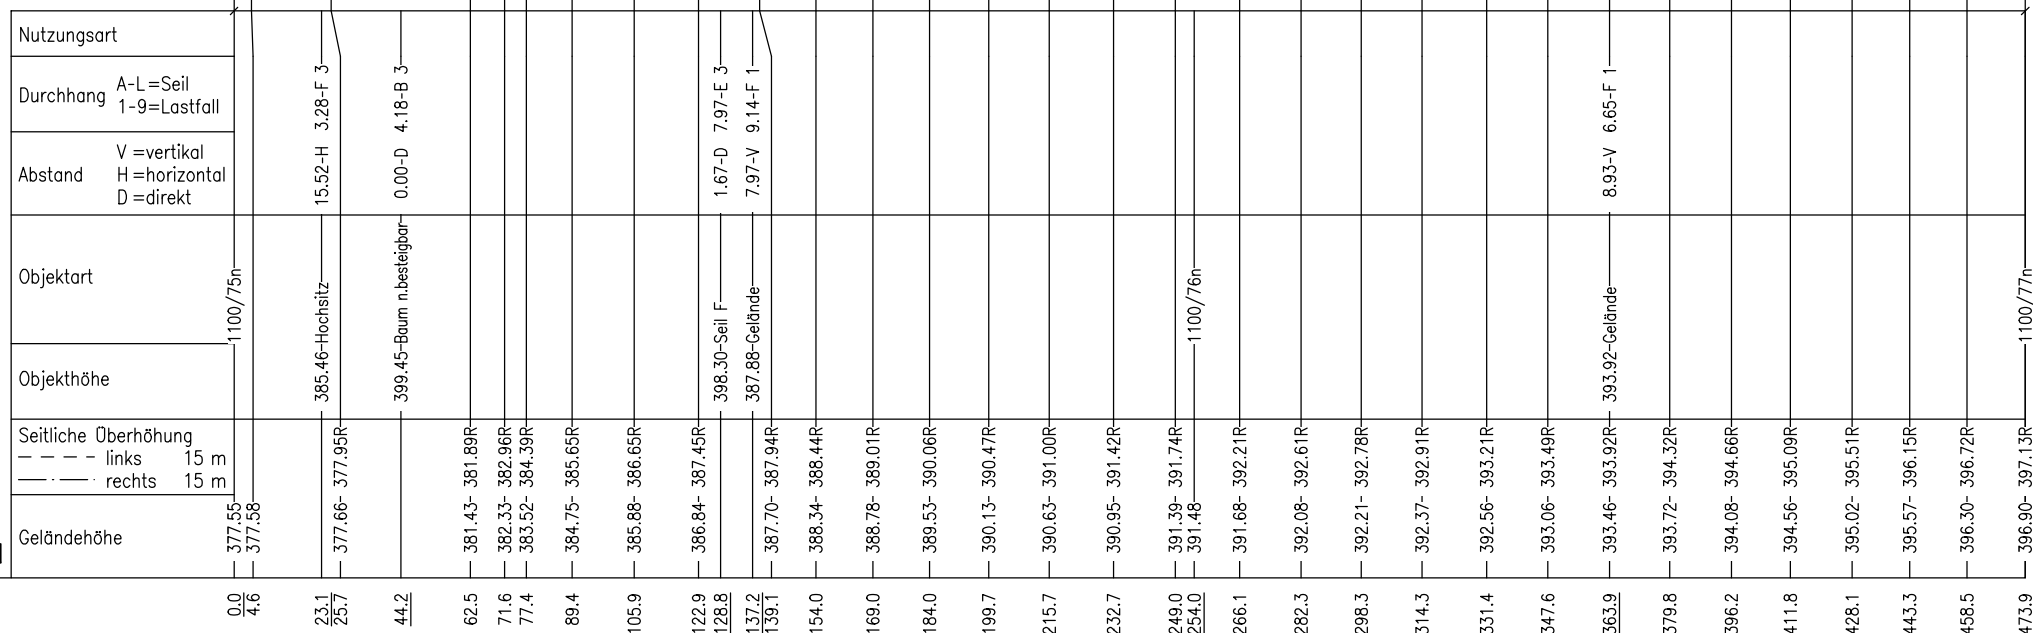 Nutzungsart
Durchhang
A-L=Seil
1-9=Lastfall
Abstand
V =vertikal
H =horizontal
D =direkt
Objektart
Objekthöhe
Seitliche Überhöhung
links 15 m
rechts 15 m
Geländehöhe
0.0 377.55 1100/75n
4.6 377.58
23.1 385.46-Hochsitz 15.52-H 3.28-F 3
25.7 377.66- 377.95R
44.2 399.45-Baum n.besteigbar 0.00-D 4.18-B 3
62.5 381.43- 381.89R
71.6 382.33- 382.96R
77.4 383.52- 384.39R
89.4 384.75- 385.65R
105.9 385.88- 386.65R
122.9 386.84- 387.45R
128.8 398.30-Seil F 1.67-D 7.97-E 3
137.2 387.88-Gelände 7.97-V 9.14-F 1
139.1 387.70- 387.94R
154.0 388.34- 388.44R
169.0 388.78- 389.01R
184.0 389.53- 390.06R
199.7 390.13- 390.47R
215.7 390.63- 391.00R
232.7 390.95- 391.42R
249.0 391.39- 391.74R
254.0 391.48 1100/76n
266.1 391.68- 392.21R
282.3 392.08- 392.61R
298.3 392.21- 392.78R
314.3 392.37- 392.91R
331.4 392.56- 393.21R
347.6 393.06- 393.49R
363.9 393.46- 393.92R 393.92-Gelände 8.93-V 6.65-F 1
379.8 393.72- 394.32R
396.2 394.08- 394.66R
411.8 394.56- 395.09R
428.1 395.02- 395.51R
443.3 395.57- 396.15R
458.5 396.30- 396.72R
473.9 396.90- 397.13R 1100/77n